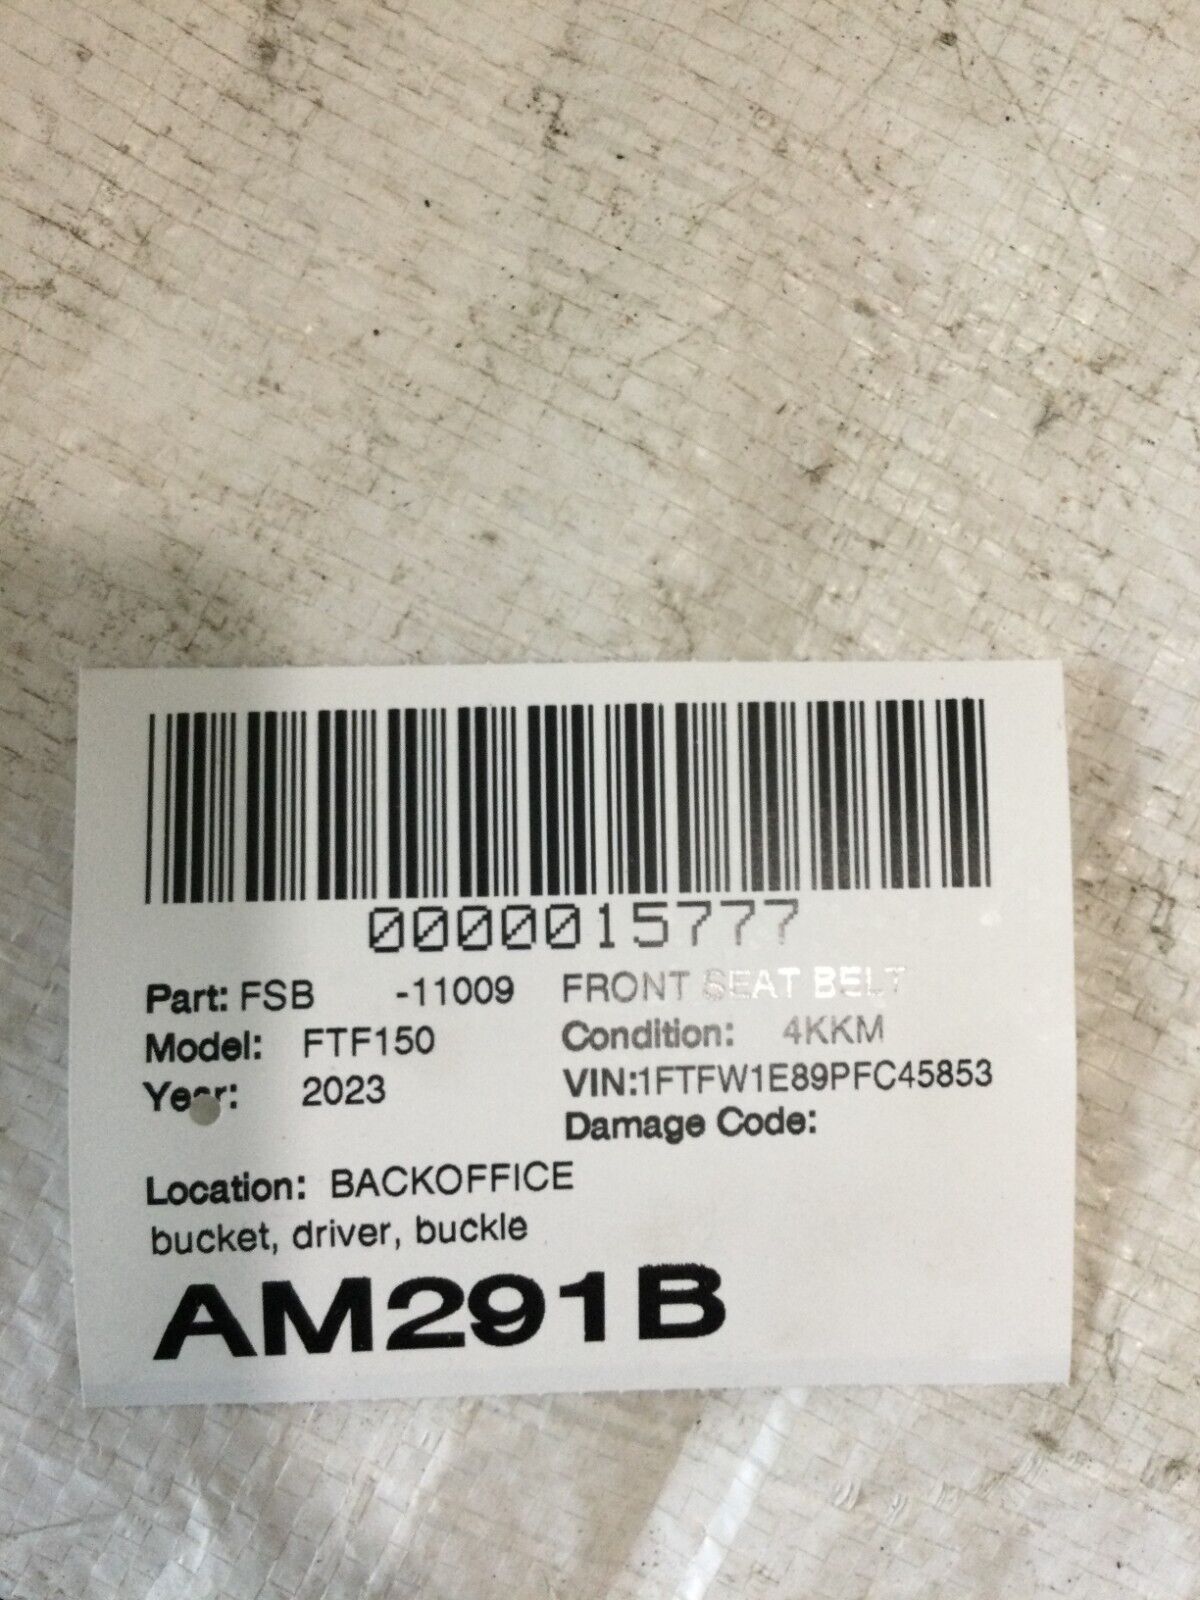 0000015777
Part: FSB -11009 FRONT SEAT BELT
Model: FTF150 Condition: 4KKM
Year: 2023 VIN:1FTFW1E89PFC45853
Damage Code:
Location: BACKOFFICE
bucket, driver, buckle
AM291B